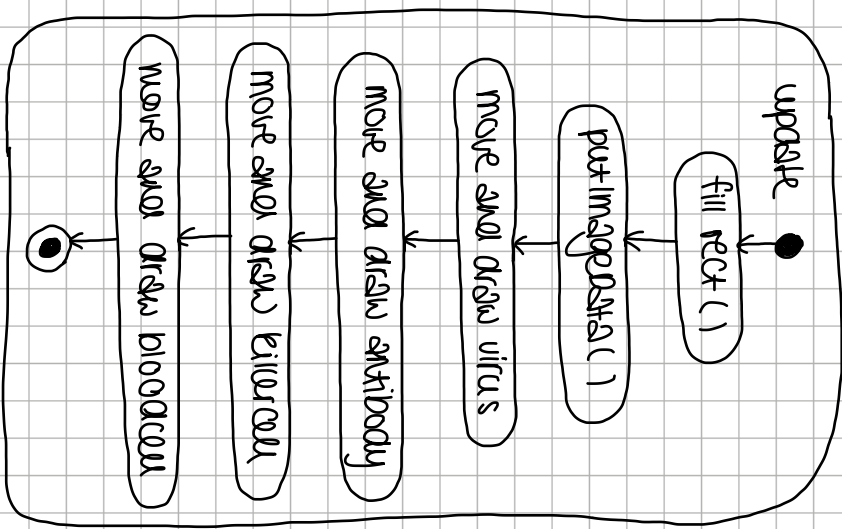 update
fill rect()
putImageData()
move and draw virus
move and draw antibody
move and draw killercell
move and draw bloodcell